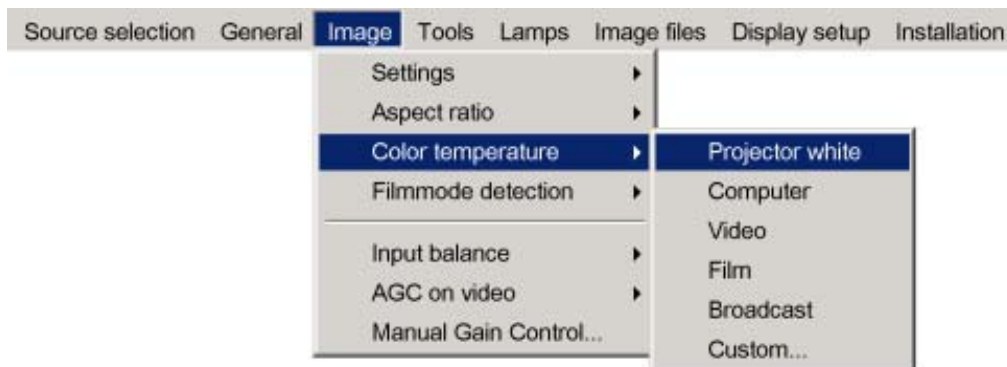 Source selection General Image Tools Lamps Image files Display setup Installation
Settings
Aspect ratio
Color temperature
Filmmode detection
Input balance
AGC on video
Manual Gain Control...
Projector white
Computer
Video
Film
Broadcast
Custom...